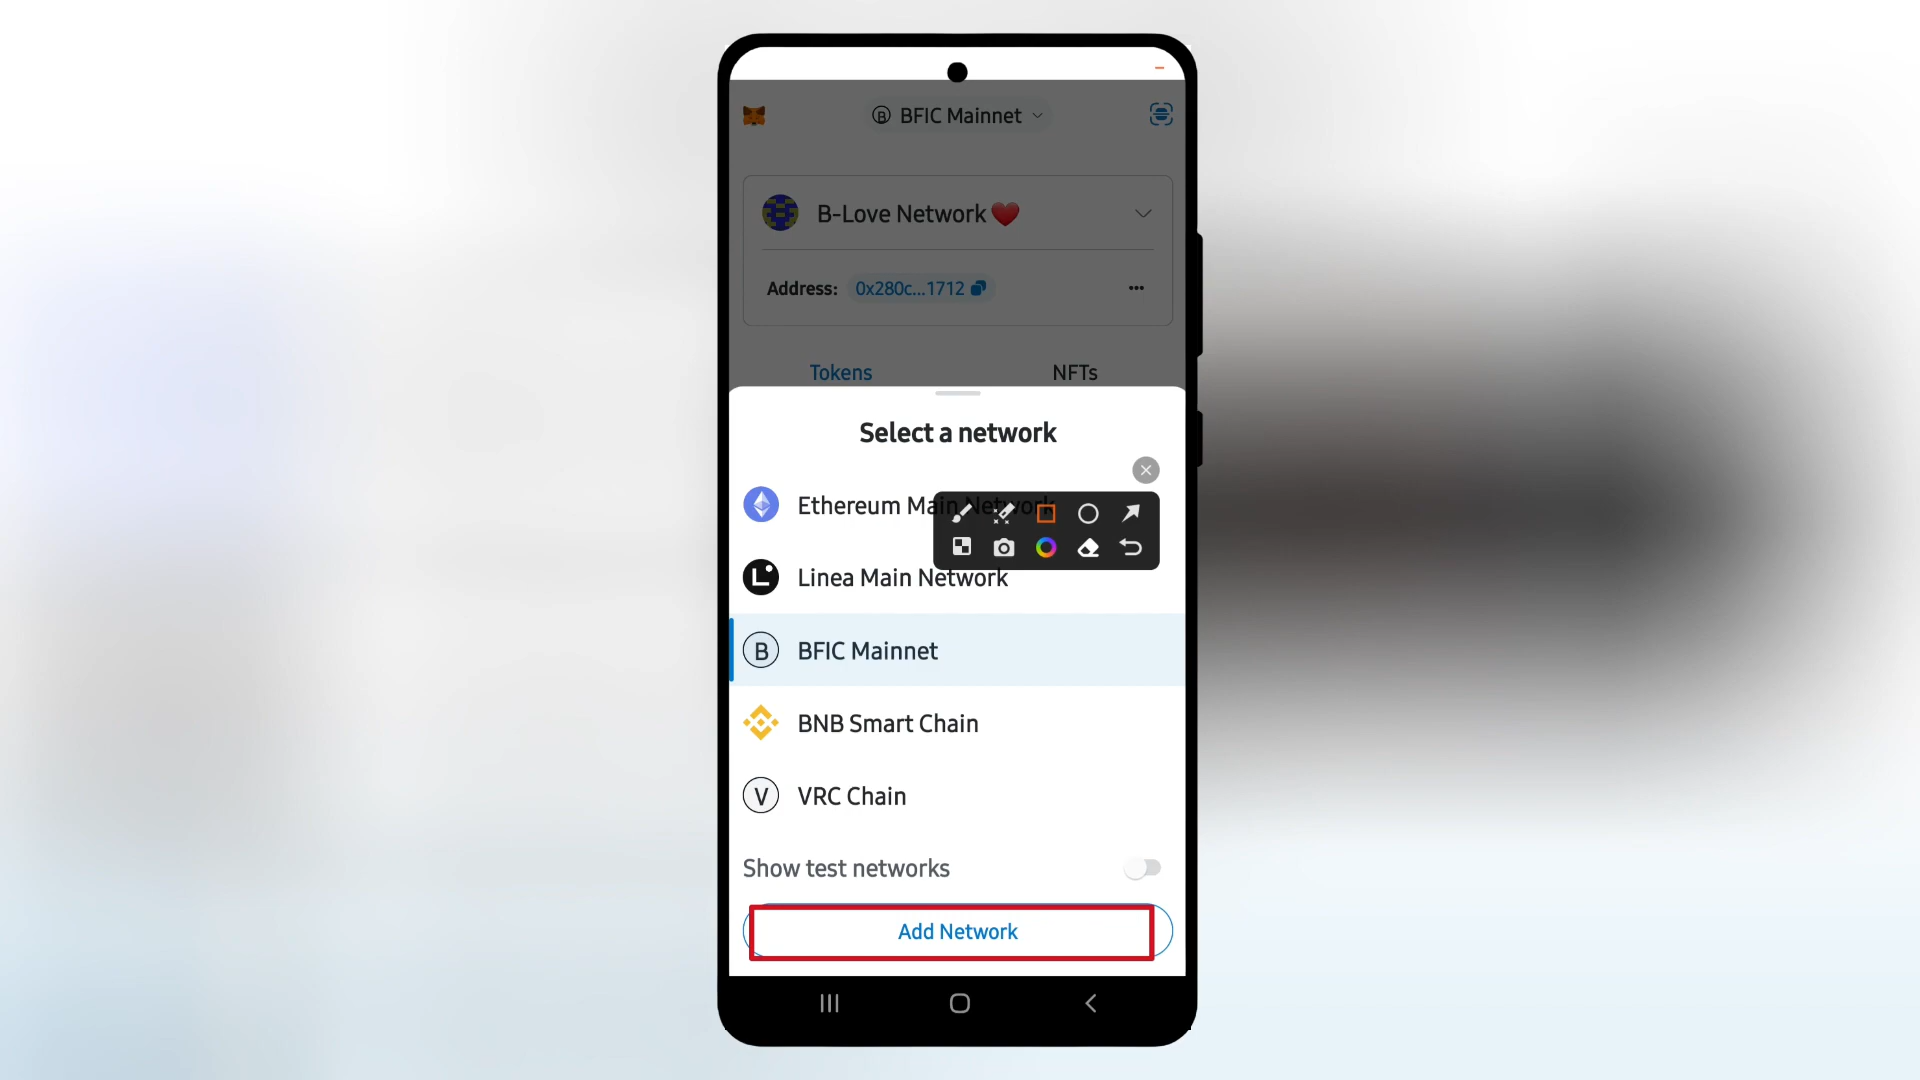 BFIC Mainnet
B-Love Network
Address: 0x280c...1712
Tokens
NFTs
Select a network
Ethereum Main Network
Linea Main Network
B BFIC Mainnet
BNB Smart Chain
V VRC Chain
Show test networks
Add Network